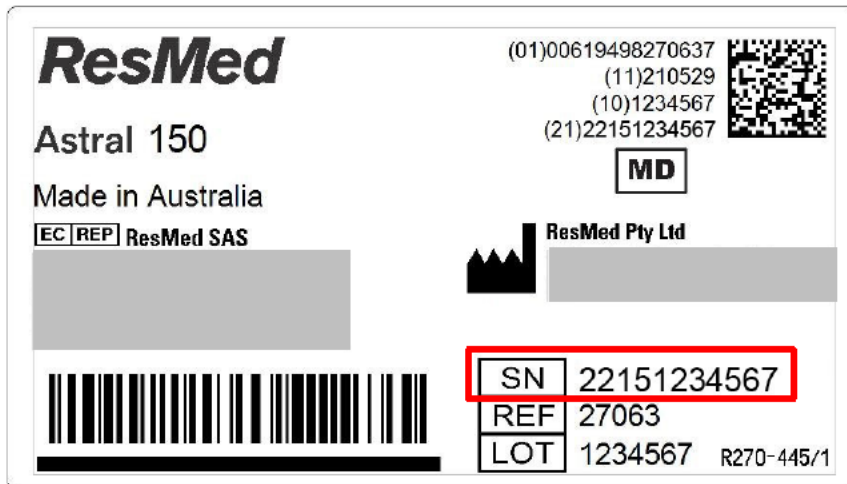 ResMed
(01)00619498270637
(11)210529
(10)1234567
(21)22151234567
Astral 150
MD
Made in Australia
EC REP ResMed SAS
ResMed Pty Ltd
SN 22151234567
REF 27063
LOT 1234567 R270-445/1